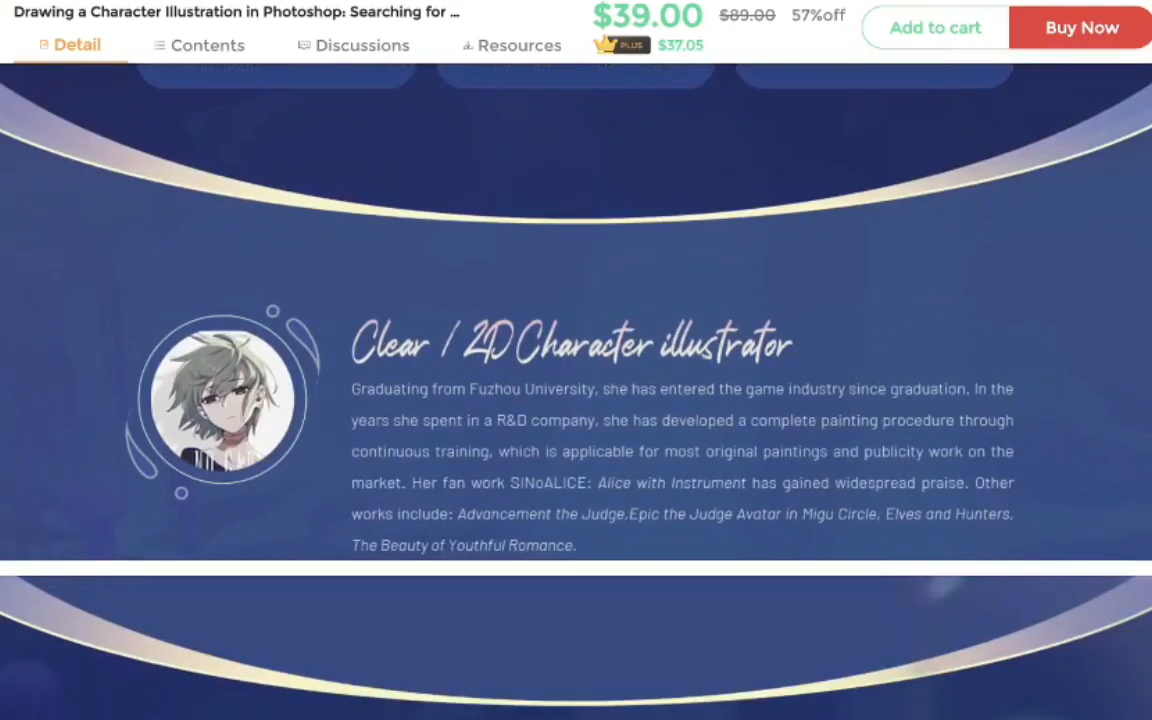 Drawing a Character Illustration in Photoshop: Searching for ...
$39.00 $89.00 57%off
Add to cart
Buy Now
Detail
Contents
Discussions
Resources
PLUS $37.05
Clear / 2D Character illustrator
Graduating from Fuzhou University, she has entered the game industry since graduation. In the
years she spent in a R&D company, she has developed a complete painting procedure through
continuous training, which is applicable for most original paintings and publicity work on the
market. Her fan work SINoALICE: Alice with Instrument has gained widespread praise. Other
works include: Advancement the Judge,Epic the Judge Avatar in Migu Circle, Elves and Hunters,
The Beauty of Youthful Romance.